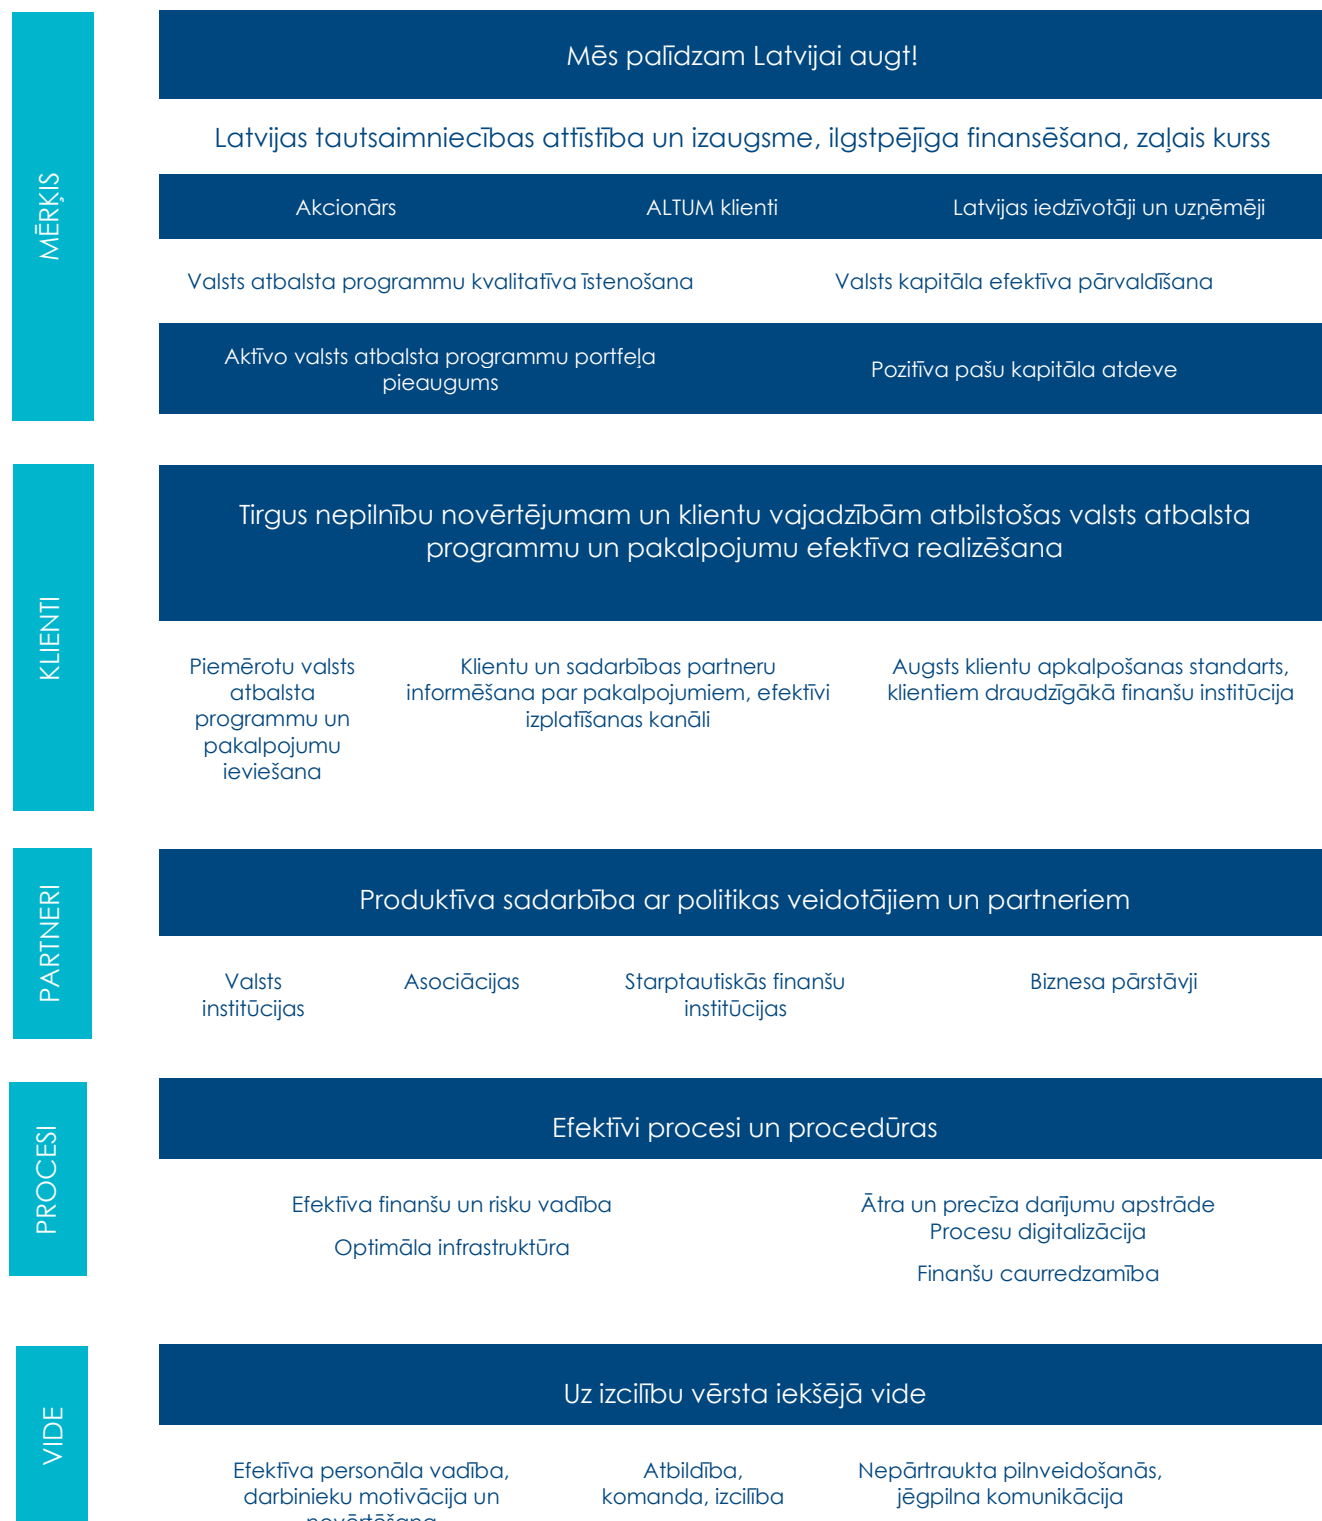 MĒRĶIS
Mēs palīdzam Latvijai augt!
Latvijas tautsaimniecības attīstība un izaugsme, ilgstpējīga finansēšana, zaļais kurss
Akcionārs
ALTUM klienti
Latvijas iedzīvotāji un uzņēmēji
Valsts atbalsta programmu kvalitatīva īstenošana
Valsts kapitāla efektīva pārvaldīšana
Aktīvo valsts atbalsta programmu portfeļa
pieaugums
Pozitīva pašu kapitāla atdeve
KLIENTI
Tirgus nepilnību novērtējumam un klientu vajadzībām atbilstošas valsts atbalsta
programmu un pakalpojumu efektīva realizēšana
Piemērotu valsts
atbalsta
programmu un
pakalpojumu
ieviešana
Klientu un sadarbības partneru
informēšana par pakalpojumiem, efektīvi
izplatīšanas kanāli
Augsts klientu apkalpošanas standarts,
klientiem draudzīgākā finanšu institūcija
PARTNERI
Produktīva sadarbība ar politikas veidotājiem un partneriem
Valsts
institūcijas
Asociācijas
Starptautiskās finanšu
institūcijas
Biznesa pārstāvji
PROCESI
Efektīvi procesi un procedūras
Efektīva finanšu un risku vadība
Optimāla infrastruktūra
Ātra un precīza darījumu apstrāde
Procesu digitalizācija
Finanšu caurredzamība
VIDE
Uz izcilību vērsta iekšējā vide
Efektīva personāla vadība,
darbinieku motivācija un
novērtēšana
Atbildība,
komanda, izcilība
Nepārtraukta pilnveidošanās,
jēgpilna komunikācija